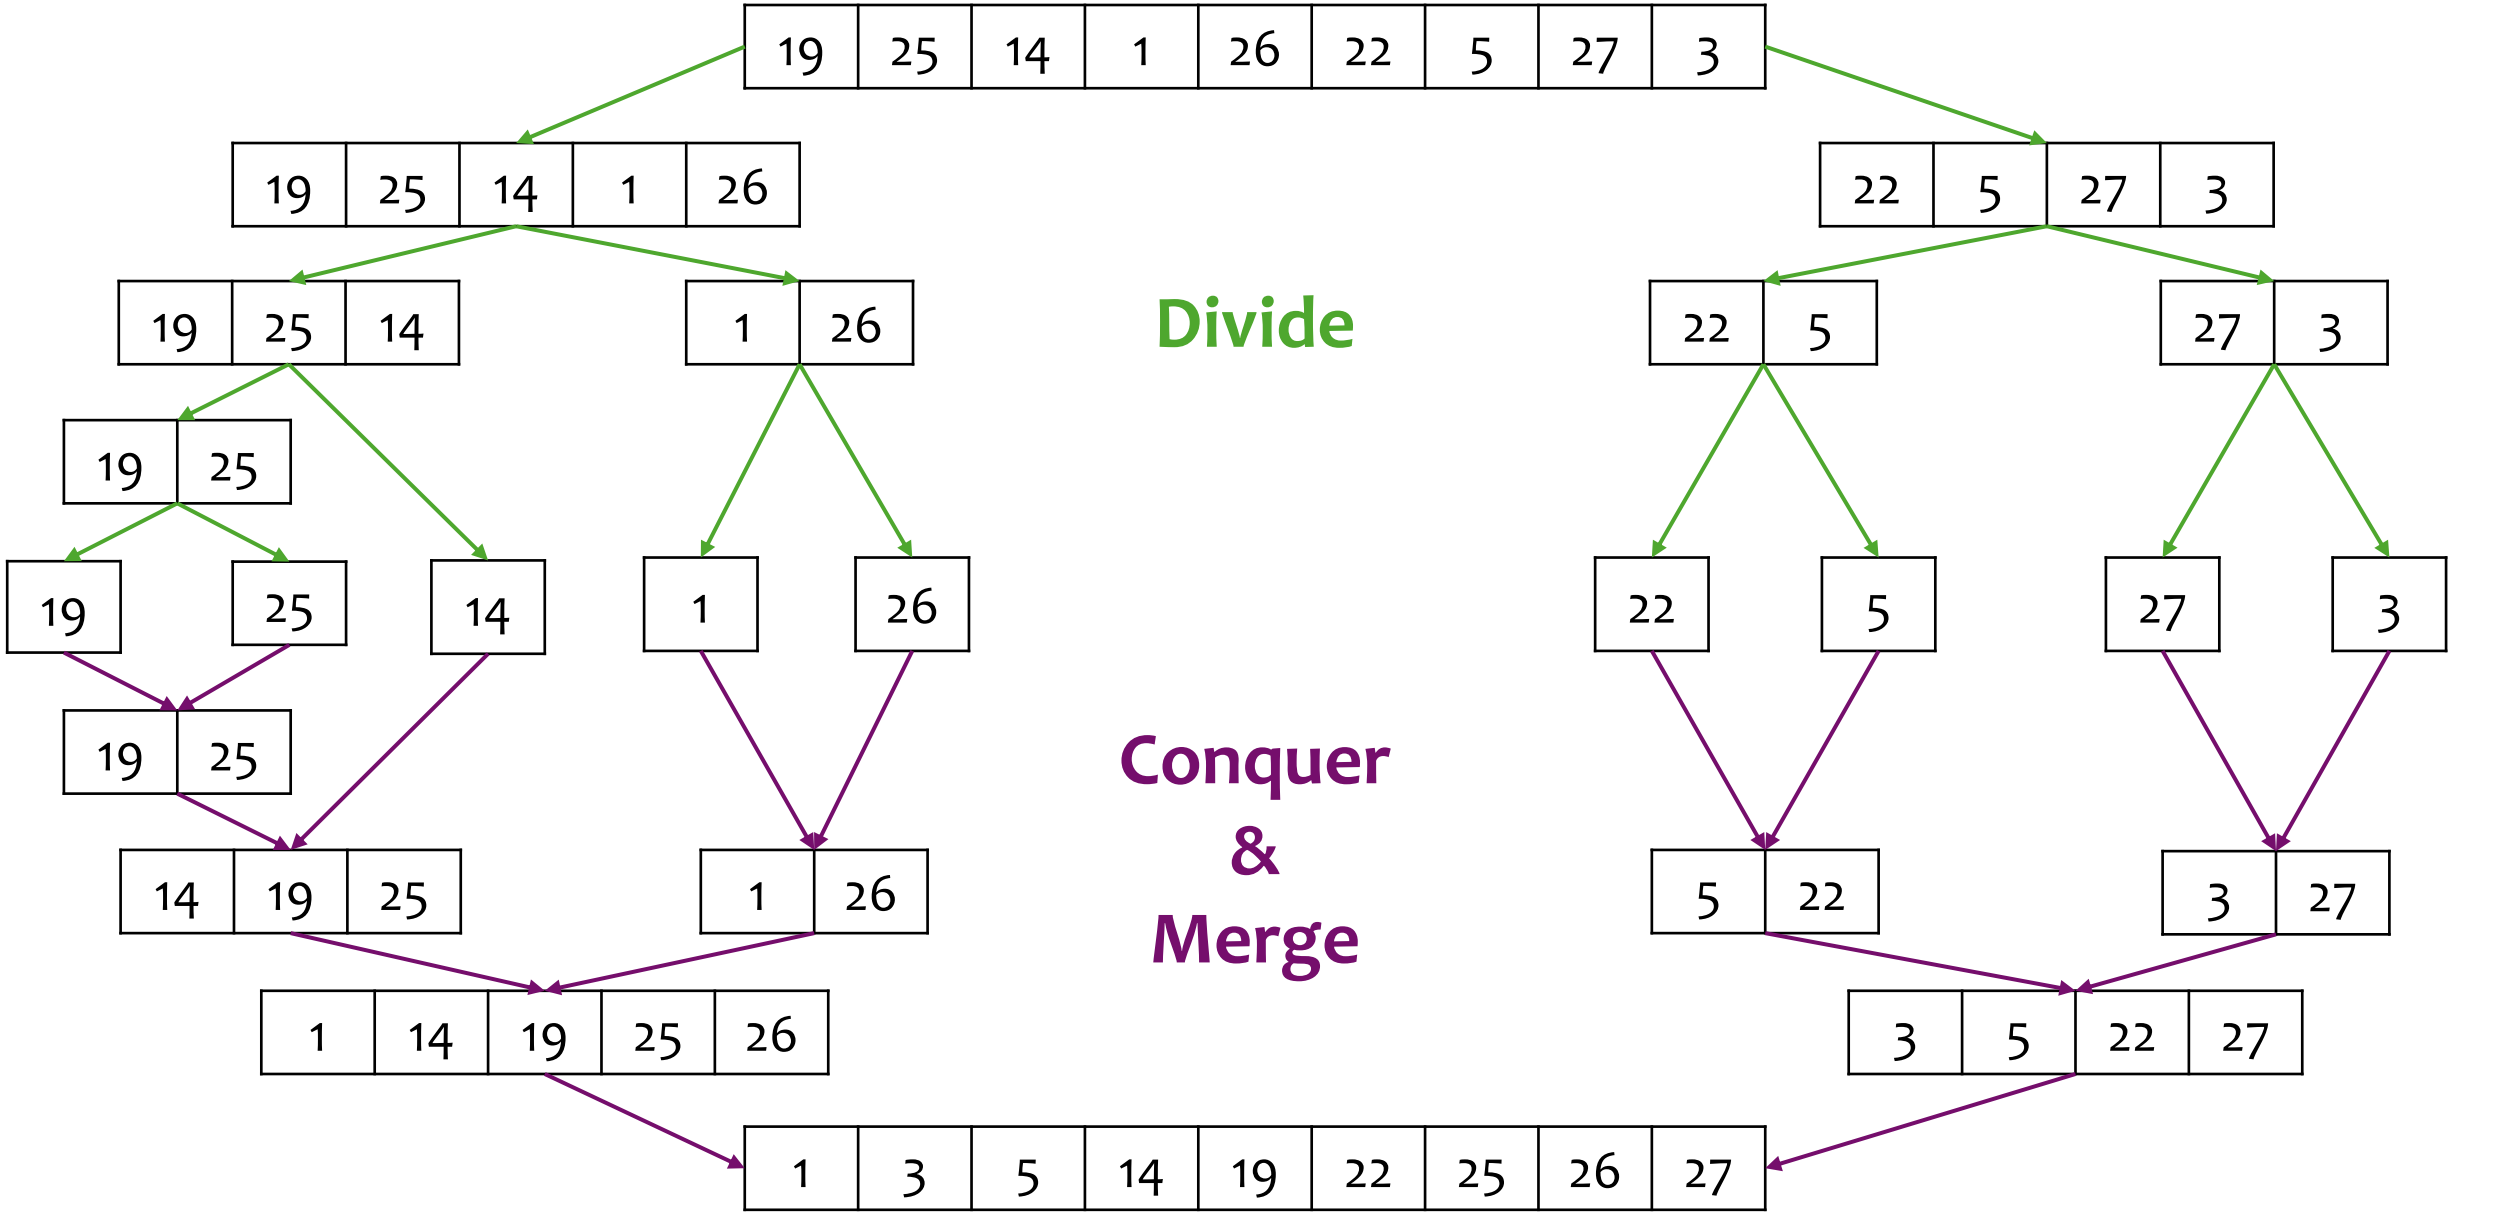 19 25 14 1 26 22 5 27 3
19 25 14 1 26 22 5 27 3
19 25 14 1 26 Divide 22 5 27 3
19 25
19 25 14 1 26 22 5 27 3
19 25 Conquer
&
14 19 25 1 26 5 22 3 27
Merge
1 14 19 25 26 3 5 22 27
1 3 5 14 19 22 25 26 27